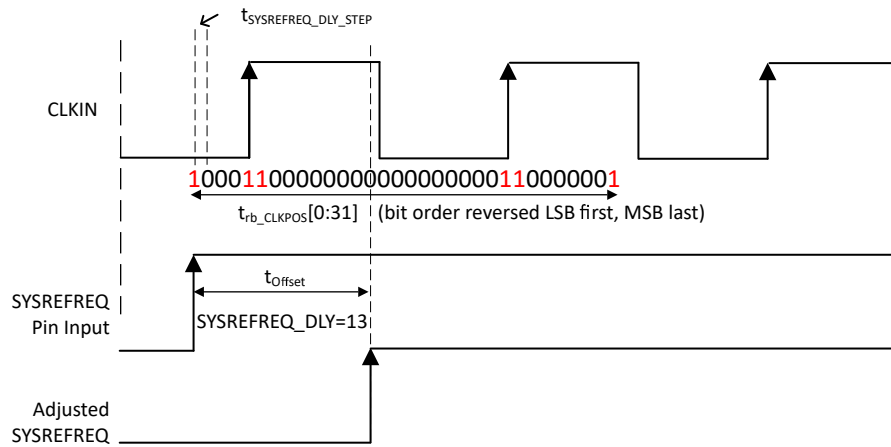 tSYSREFREQ_DLY_STEP
CLKIN
10001100000000000000000110000001
trb_CLKPOS[0:31] (bit order reversed LSB first, MSB last)
tOffset
SYSREFREQ
Pin Input
SYSREFREQ_DLY=13
Adjusted
SYSREFREQ